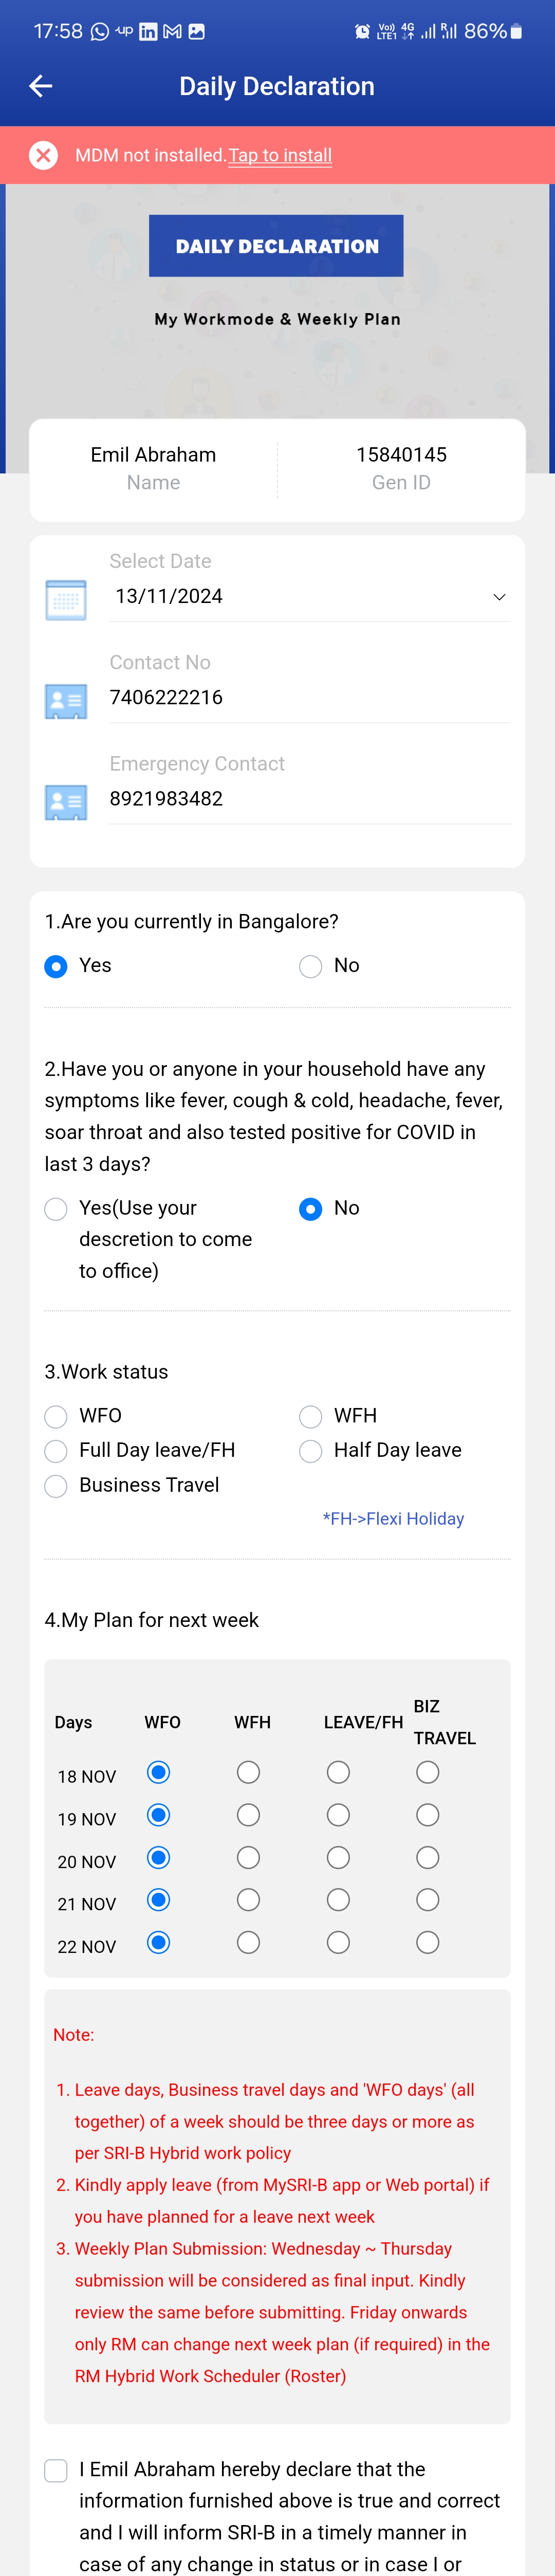 17:58 up in M Vo)) LTE1 4G R 86%
Daily Declaration
MDM not installed.Tap to install
DAILY DECLARATION
My Workmode & Weekly Plan
Emil Abraham 15840145
Name Gen ID
Select Date
13/11/2024
Contact No
7406222216
Emergency Contact
8921983482
1.Are you currently in Bangalore?
Yes No
2.Have you or anyone in your household have any
symptoms like fever, cough & cold, headache, fever,
soar throat and also tested positive for COVID in
last 3 days?
Yes(Use your No
descretion to come
to office)
3.Work status
WFO WFH
Full Day leave/FH Half Day leave
Business Travel
*FH->Flexi Holiday
4.My Plan for next week
Days WFO WFH LEAVE/FH BIZ
TRAVEL
18 NOV
19 NOV
20 NOV
21 NOV
22 NOV
Note:
1. Leave days, Business travel days and 'WFO days' (all
together) of a week should be three days or more as
per SRI-B Hybrid work policy
2. Kindly apply leave (from MySRI-B app or Web portal) if
you have planned for a leave next week
3. Weekly Plan Submission: Wednesday ~ Thursday
submission will be considered as final input. Kindly
review the same before submitting. Friday onwards
only RM can change next week plan (if required) in the
RM Hybrid Work Scheduler (Roster)
I Emil Abraham hereby declare that the
information furnished above is true and correct
and I will inform SRI-B in a timely manner in
case of any change in status or in case I or